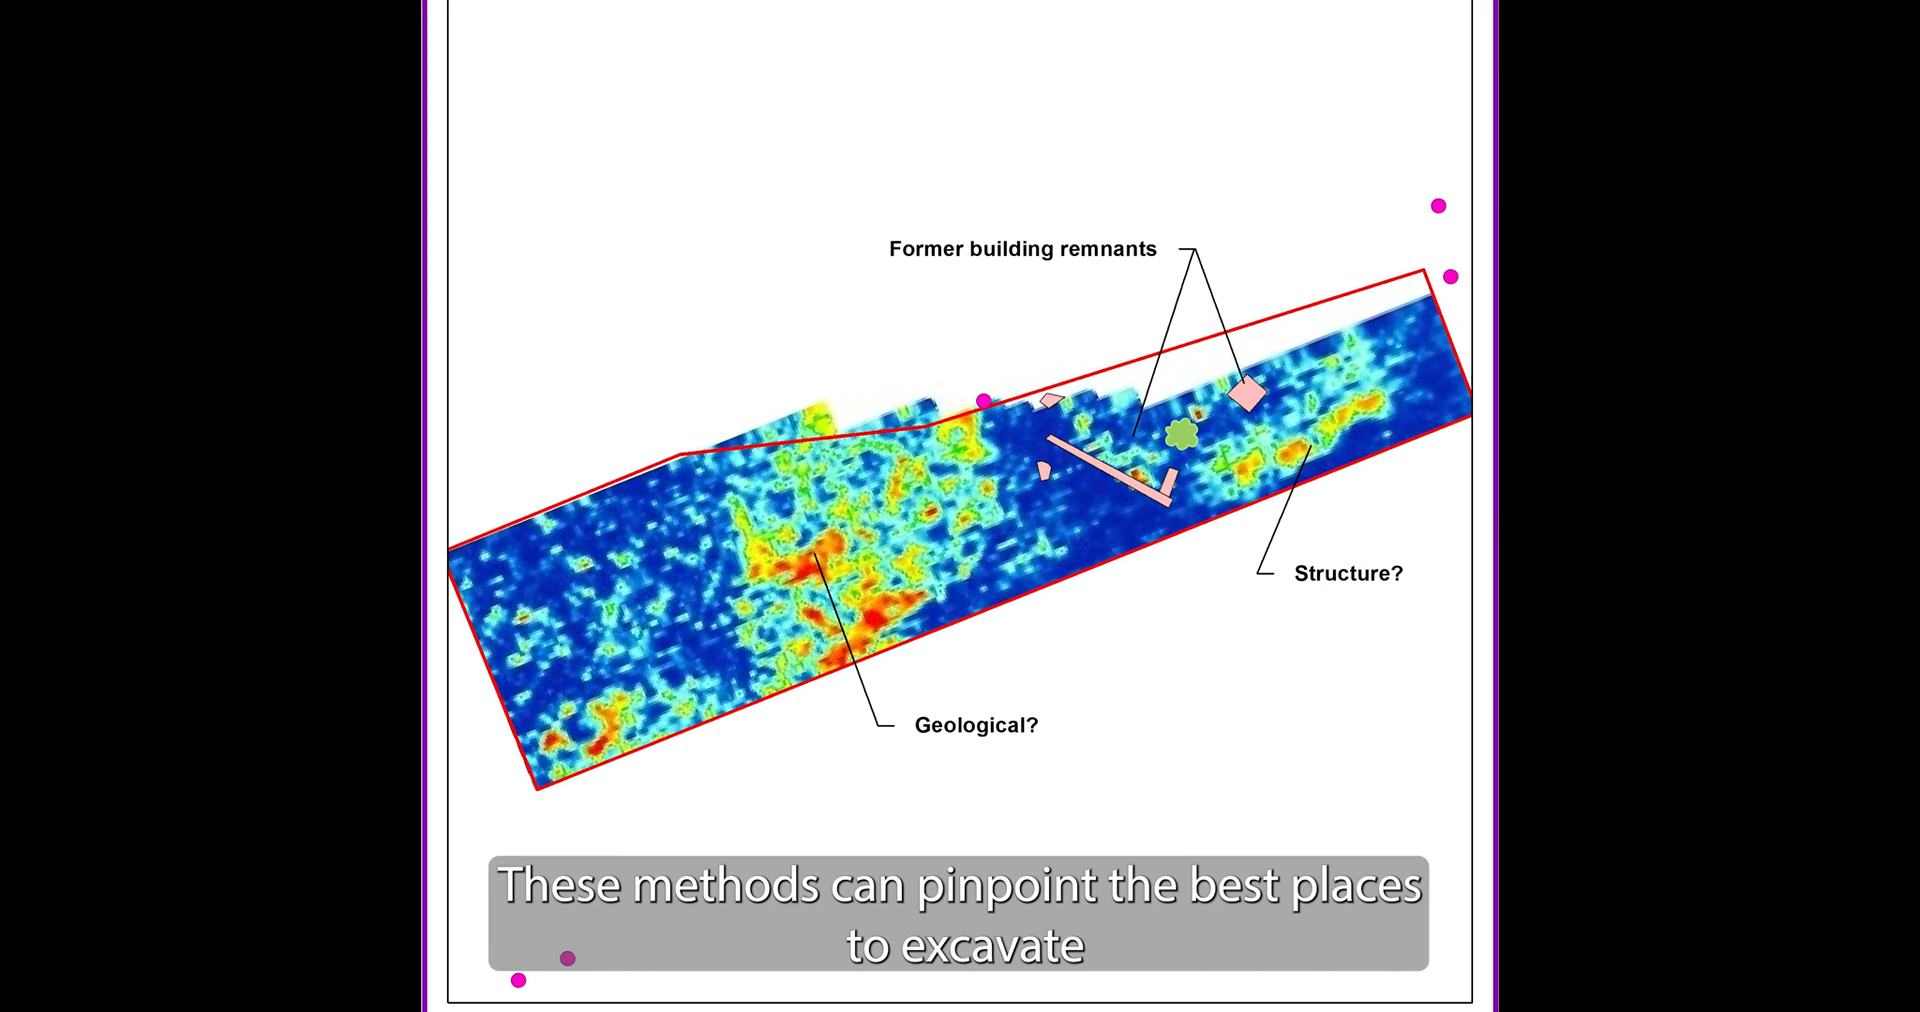 Former building remnants
Structure?
Geological?
These methods can pinpoint the best places
to excavate